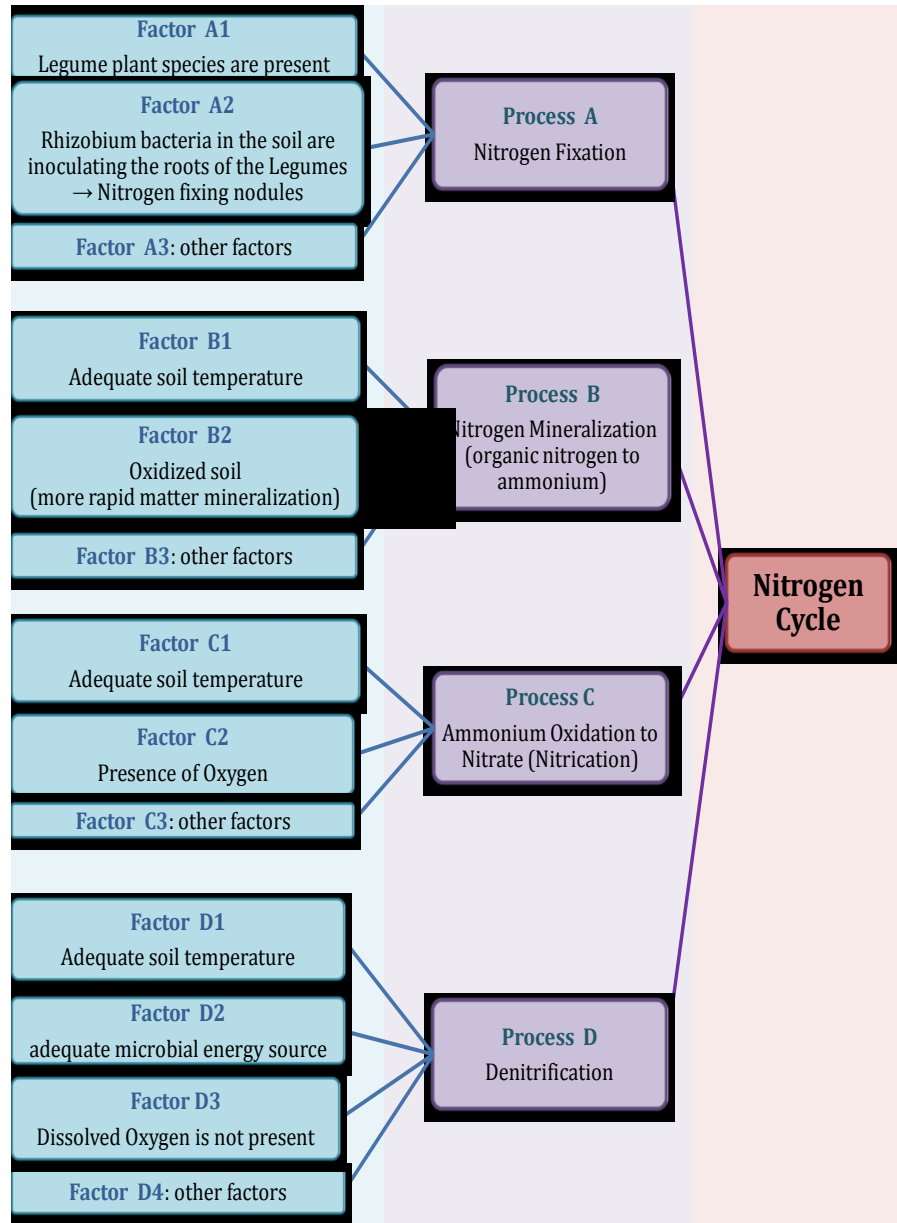 Factor A1
Legume plant species are present
Factor A2
Rhizobium bacteria in the soil are
inoculating the roots of the Legumes
→ Nitrogen fixing nodules
Factor A3: other factors
Process A
Nitrogen Fixation
Factor B1
Adequate soil temperature
Factor B2
Oxidized soil
(more rapid matter mineralization)
Factor B3: other factors
Process B
Nitrogen Mineralization
(organic nitrogen to
ammonium)
Nitrogen
Cycle
Factor C1
Adequate soil temperature
Factor C2
Presence of Oxygen
Factor C3: other factors
Process C
Ammonium Oxidation to
Nitrate (Nitrication)
Factor D1
Adequate soil temperature
Factor D2
adequate microbial energy source
Factor D3
Dissolved Oxygen is not present
Factor D4: other factors
Process D
Denitrification